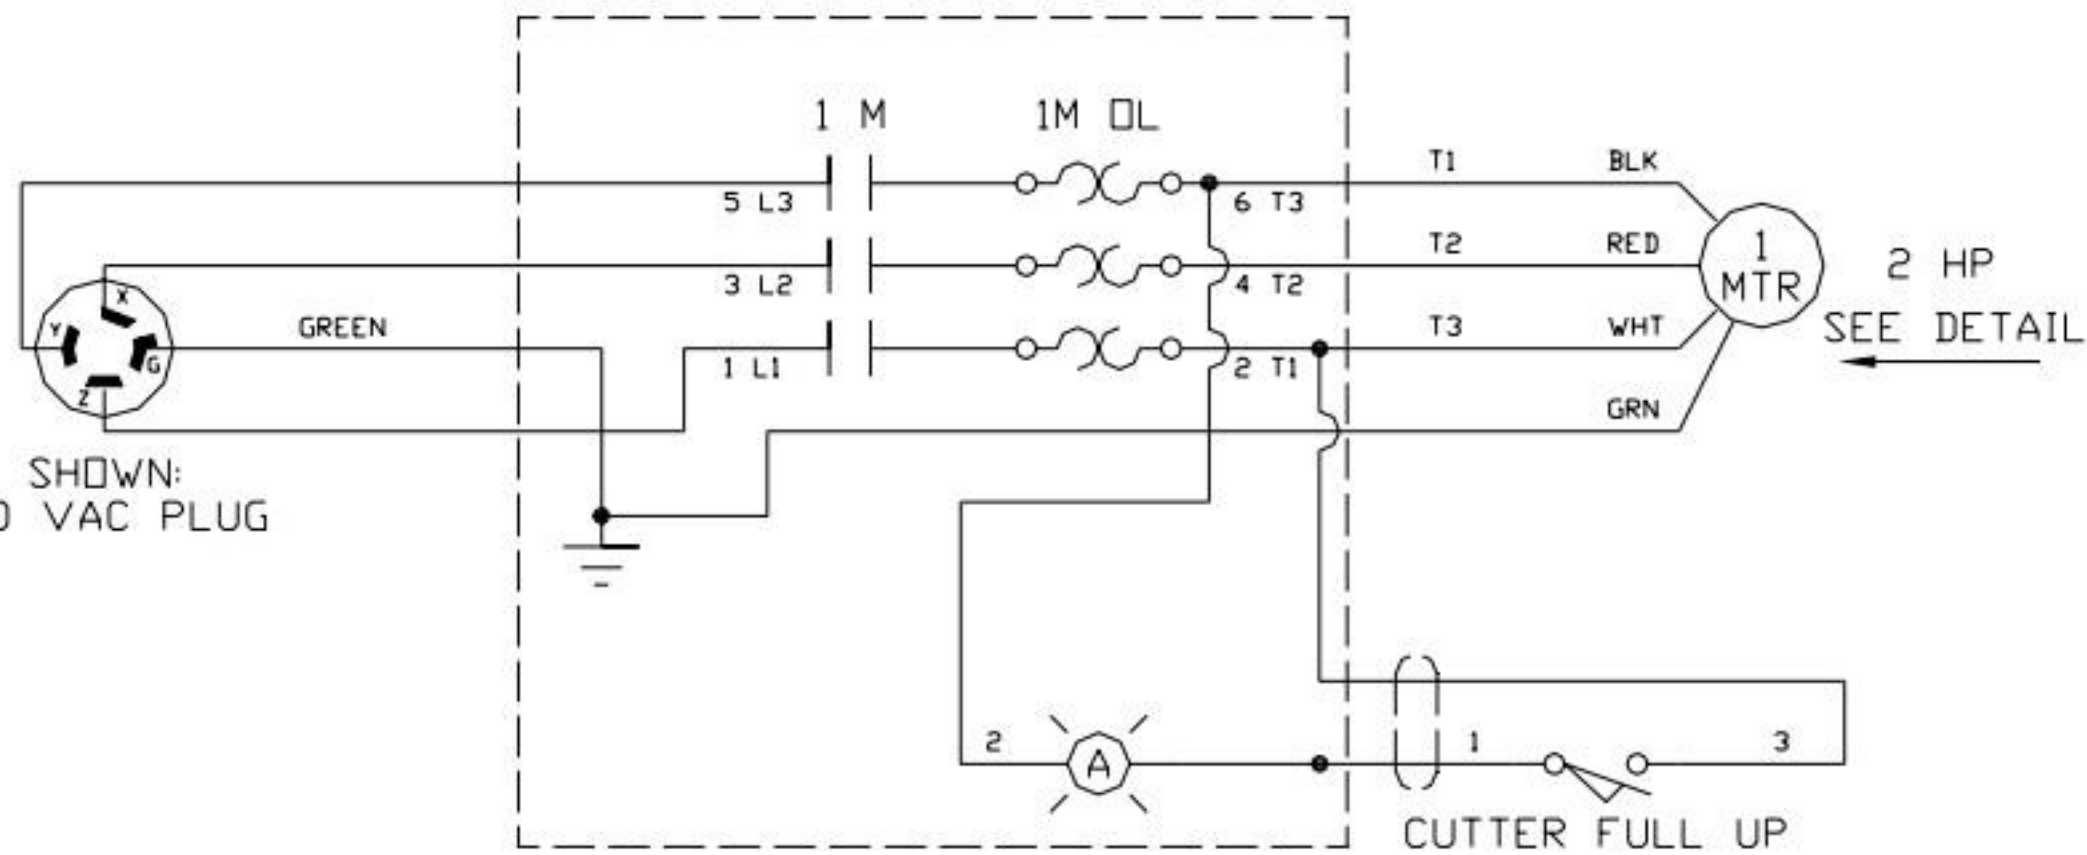 1 M
1M OL
T1
BLK
5 L3
6 T3
T2
RED
1
MTR
2 HP
SEE DETAIL
3 L2
4 T2
X
Y
G
Z
GREEN
T3
WHT
1 L1
2 T1
GRN
SHOWN:
VAC PLUG
2
A
1
3
CUTTER FULL UP